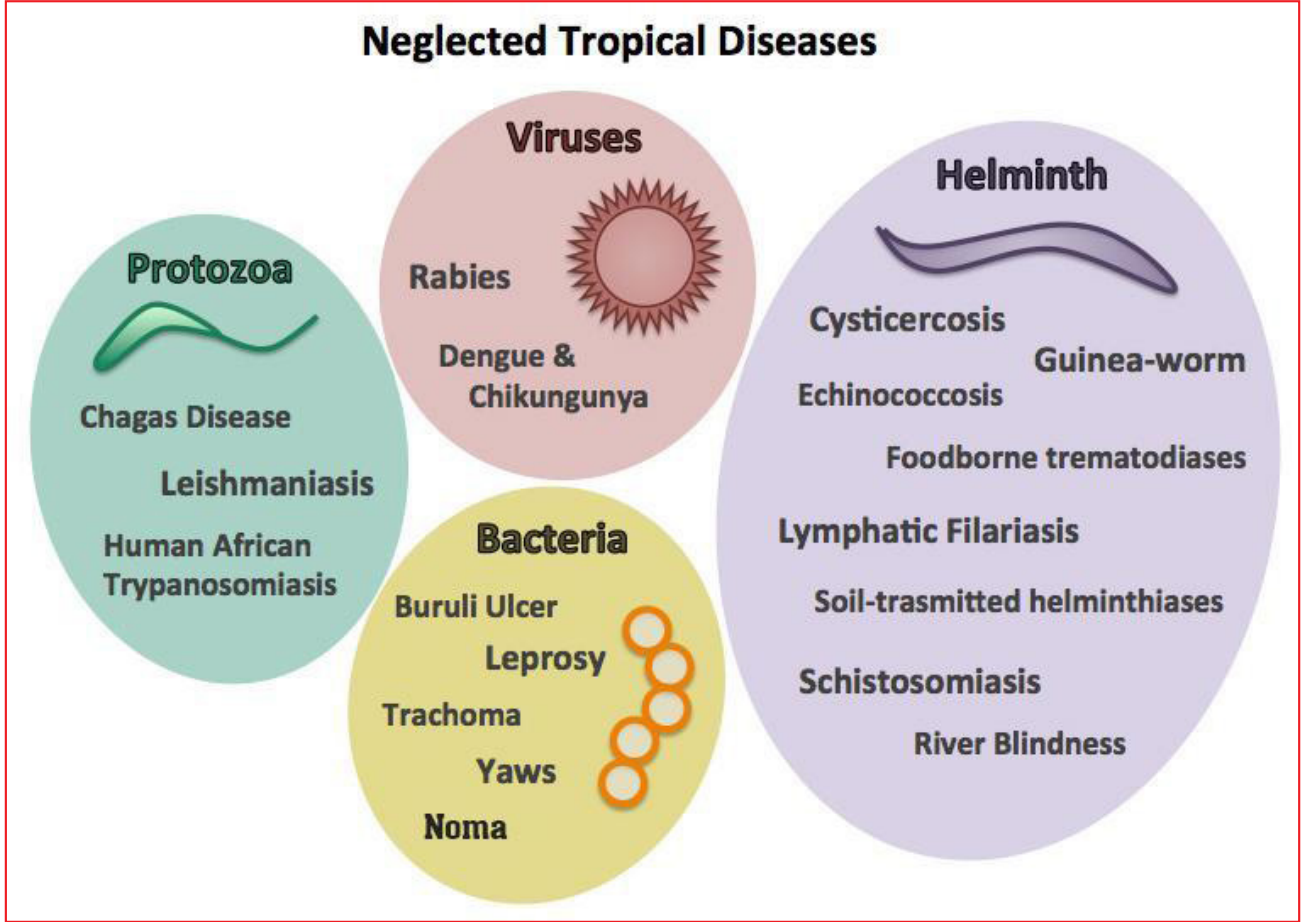 Neglected Tropical Diseases
Viruses
Rabies
Dengue &
Chikungunya
Protozoa
Chagas Disease
Leishmaniasis
Human African
Trypanosomiasis
Bacteria
Buruli Ulcer
Leprosy
Trachoma
Yaws
Noma
Helminth
Cysticercosis
Guinea-worm
Echinococcosis
Foodborne trematodiases
Lymphatic Filariasis
Soil-trasmitted helminthiases
Schistosomiasis
River Blindness